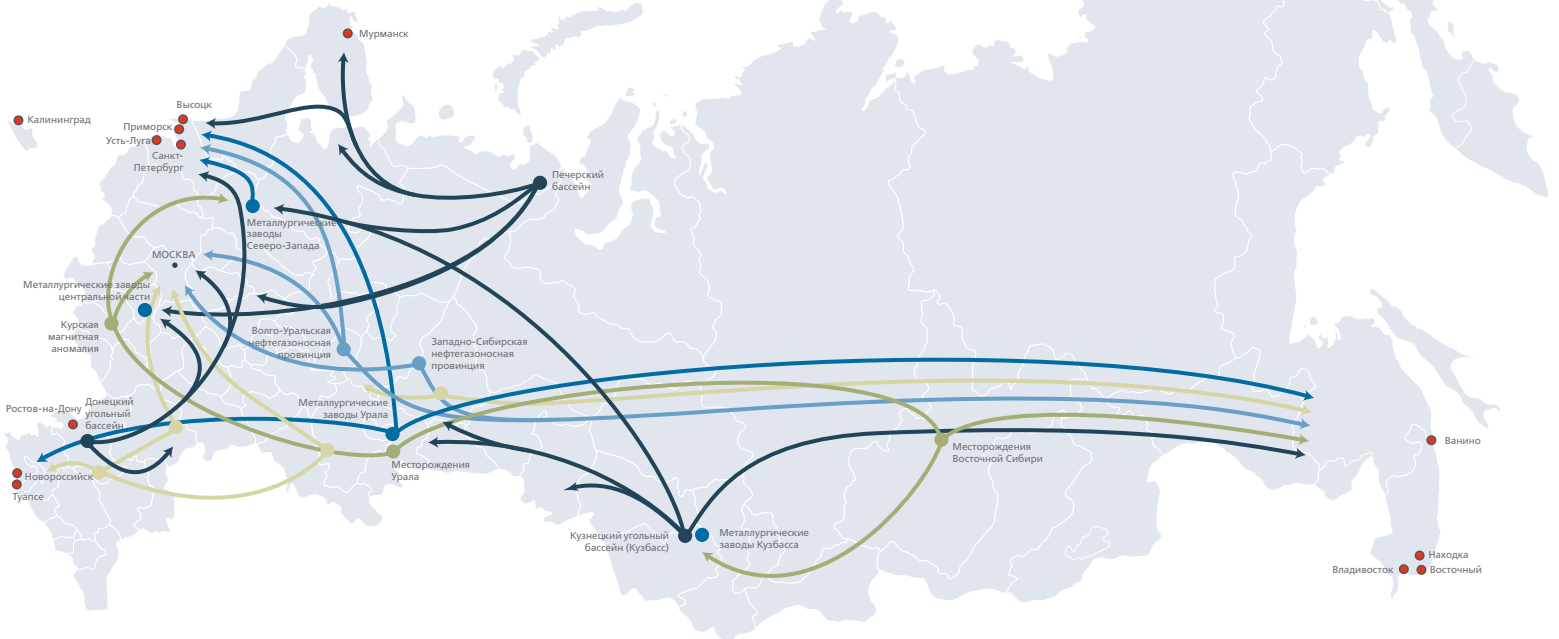 Мурманск
Высоцк
Калининград
Приморск
Усть-Луга
Санкт-
Петербург
Печерский
бассейн
Металлургические
заводы
Северо-Запада
МОСКВА
Металлургические заводы
центральной части
Курская
магнитная
аномалия
Волго-Уральская
нефтегазоносная
провинция
Западно-Сибирская
нефтегазоносная
провинция
Металлургические
заводы Урала
Ростов-на-Дону
Донецкий
угольный
бассейн
Месторождения
Урала
Месторождения
Восточной Сибири
Ванино
Новороссийск
Туапсе
Кузнецкий угольный
бассейн (Кузбасс)
Металлургические
заводы Кузбасса
Находка
Владивосток
Восточный